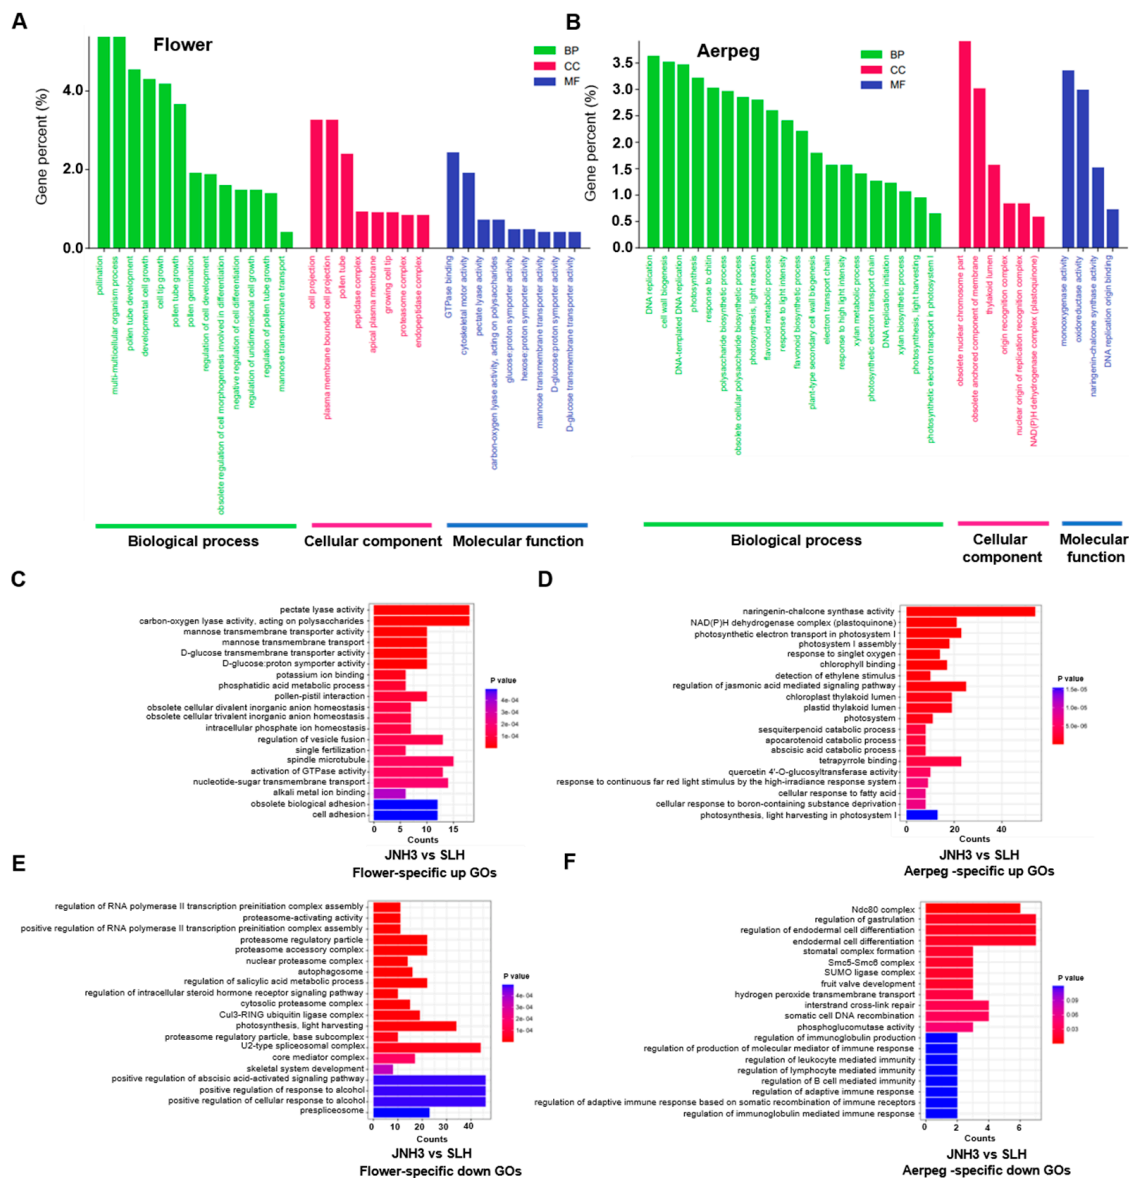 A
Flower
BP
CC
MF
Gene percent (%)
4.0
2.0
0.0
pollination
multi-multicellular organism process
pollen tube development
developmental cell growth
cell tip growth
pollen tube growth
pollen germination
regulation of cell development
obsolete regulation of cell morphogenesis involved in differentiation
negative regulation of cell differentiation
regulation of unidimensional cell growth
regulation of pollen tube growth
mannose transmembrane transport
cell projection
plasma membrane bounded cell projection
pollen tube
peptidase complex
apical plasma membrane
growing cell tip
proteasome complex
endopeptidase complex
GTPase binding
cytoskeletal motor activity
pectate lyase activity
carbon-oxygen lyase activity, acting on polysaccharides
glucose:proton symporter activity
hexose:proton symporter activity
mannose transmembrane transporter activity
D-glucose:proton symporter activity
D-glucose transmembrane transporter activity
Biological process
Cellular component
Molecular function
B
Aerpeg
BP
CC
MF
Gene percent (%)
3.5
3.0
2.5
2.0
1.5
1.0
0.5
0.0
DNA replication
cell wall biogenesis
DNA-templated DNA replication
photosynthesis
response to chitin
polysaccharide biosynthetic process
obsolete cellular polysaccharide biosynthetic process
photosynthesis, light reaction
flavonoid metabolic process
response to light intensity
flavonoid biosynthetic process
plant-type secondary cell wall biogenesis
electron transport chain
response to high light intensity
xylan metabolic process
photosynthetic electron transport chain
DNA replication initiation
xylan biosynthetic process
photosynthesis, light harvesting
photosynthetic electron transport in photosystem I
obsolete nuclear chromosome part
obsolete anchored component of membrane
thylakoid lumen
origin recognition complex
nuclear origin of replication recognition complex
NAD(P)H dehydrogenase complex (plastoquinone)
monooxygenase activity
oxidoreductase activity
naringenin-chalcone synthase activity
DNA replication origin binding
Biological process
Cellular
component
Molecular
function
C
pectate lyase activity
carbon-oxygen lyase activity, acting on polysaccharides
mannose transmembrane transporter activity
mannose transmembrane transport
D-glucose transmembrane transporter activity
D-glucose:proton symporter activity
potassium ion binding
phosphatidic acid metabolic process
pollen-pistil interaction
obsolete cellular divalent inorganic anion homeostasis
obsolete cellular trivalent inorganic anion homeostasis
intracellular phosphate ion homeostasis
regulation of vesicle fusion
single fertilization
spindle microtubule
activation of GTPase activity
nucleotide-sugar transmembrane transport
alkali metal ion binding
obsolete biological adhesion
cell adhesion
0 5 10 15
Counts
P value
4e-04
3e-04
2e-04
1e-04
JNH3 vs SLH
Flower-specific up GOs
D
naringenin-chalcone synthase activity
NAD(P)H dehydrogenase complex (plastoquinone)
photosynthetic electron transport in photosystem I
photosystem I assembly
response to singlet oxygen
chlorophyll binding
detection of ethylene stimulus
regulation of jasmonic acid mediated signaling pathway
chloroplast thylakoid lumen
plastid thylakoid lumen
photosystem
sesquiterpenoid catabolic process
apocarotenoid catabolic process
abscisic acid catabolic process
tetrapyrrole binding
quercetin 4'-O-glucosyltransferase activity
response to continuous far red light stimulus by the high-irradiance response system
cellular response to fatty acid
cellular response to boron-containing substance deprivation
photosynthesis, light harvesting in photosystem I
0 20 40
Counts
P value
1.5e-05
1.0e-05
5.0e-06
JNH3 vs SLH
Aerpeg -specific up GOs
E
regulation of RNA polymerase II transcription preinitiation complex assembly
proteasome-activating activity
positive regulation of RNA polymerase II transcription preinitiation complex assembly
proteasome regulatory particle
proteasome accessory complex
nuclear proteasome complex
autophagosome
regulation of salicylic acid metabolic process
regulation of intracellular steroid hormone receptor signaling pathway
cytosolic proteasome complex
Cul3-RING ubiquitin ligase complex
photosynthesis, light harvesting
proteasome regulatory particle, base subcomplex
U2-type spliceosomal complex
core mediator complex
skeletal system development
positive regulation of abscisic acid-activated signaling pathway
positive regulation of response to alcohol
positive regulation of cellular response to alcohol
prespliceosome
0 10 20 30 40
Counts
P value
4e-04
3e-04
2e-04
1e-04
JNH3 vs SLH
Flower-specific down GOs
F
Ndc80 complex
regulation of gastrulation
regulation of endodermal cell differentiation
endodermal cell differentiation
stomatal complex formation
Smc5-Smc6 complex
SUMO ligase complex
fruit valve development
hydrogen peroxide transmembrane transport
interstrand cross-link repair
somatic cell DNA recombination
phosphoglucomutase activity
regulation of immunoglobulin production
regulation of production of molecular mediator of immune response
regulation of leukocyte mediated immunity
regulation of lymphocyte mediated immunity
regulation of B cell mediated immunity
regulation of adaptive immune response
regulation of adaptive immune response based on somatic recombination of immune receptors
regulation of immunoglobulin mediated immune response
0 2 4 6
Counts
P value
0.09
0.06
0.03
JNH3 vs SLH
Aerpeg -specific down GOs